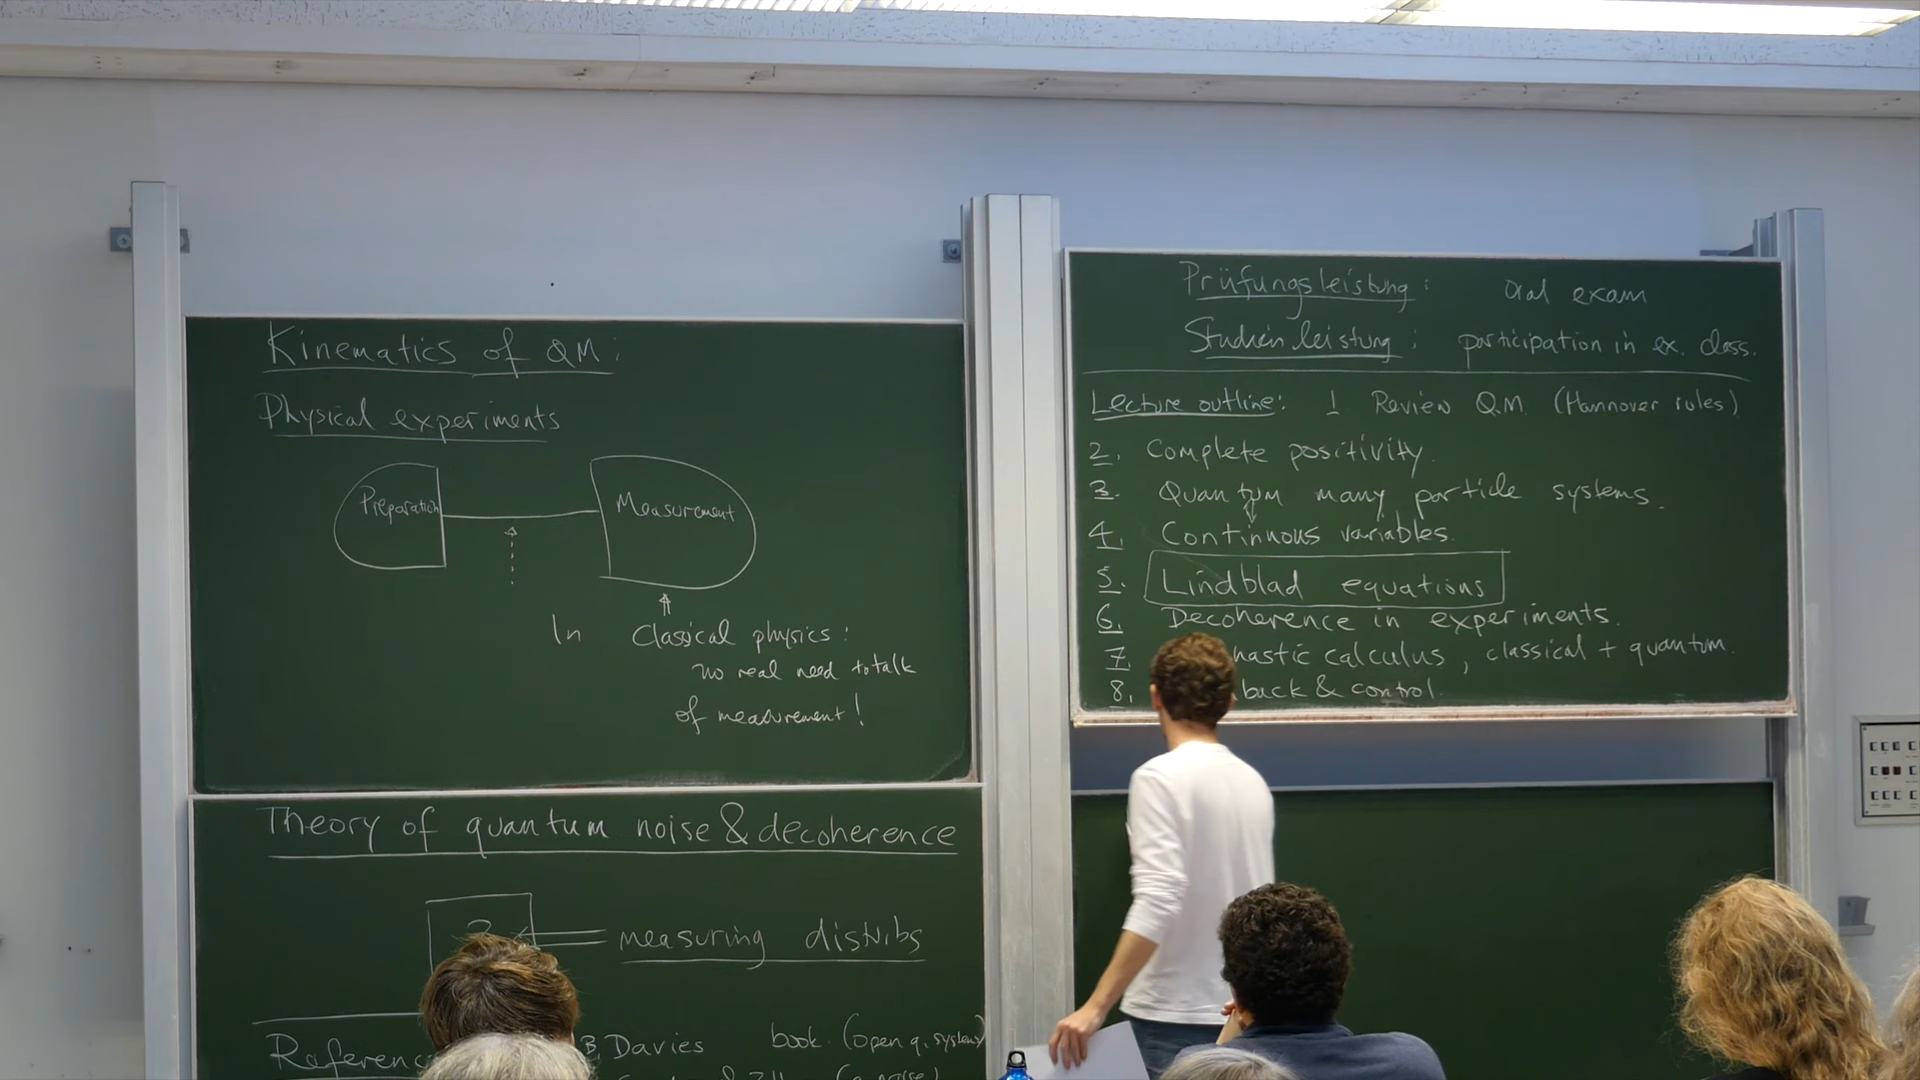 Kinematics of QM:
Physical experiments
Preparation
Measurement
In Classical physics:
no real need to talk
of measurement!
Theory of quantum noise & decoherence
?
measuring distribs
Referenc
Davies book. (open q. systems)
Prüfungsleistung: oral exam
Studienleistung: participation in ex. class.
Lecture outline: 1. Review QM (Hannover rules)
2. Complete positivity.
3. Quantum many particle systems.
4. Continuous variables.
5. Lindblad equations
6. Decoherence in experiments.
7. hastic calculus, classical + quantum.
8. back & control.